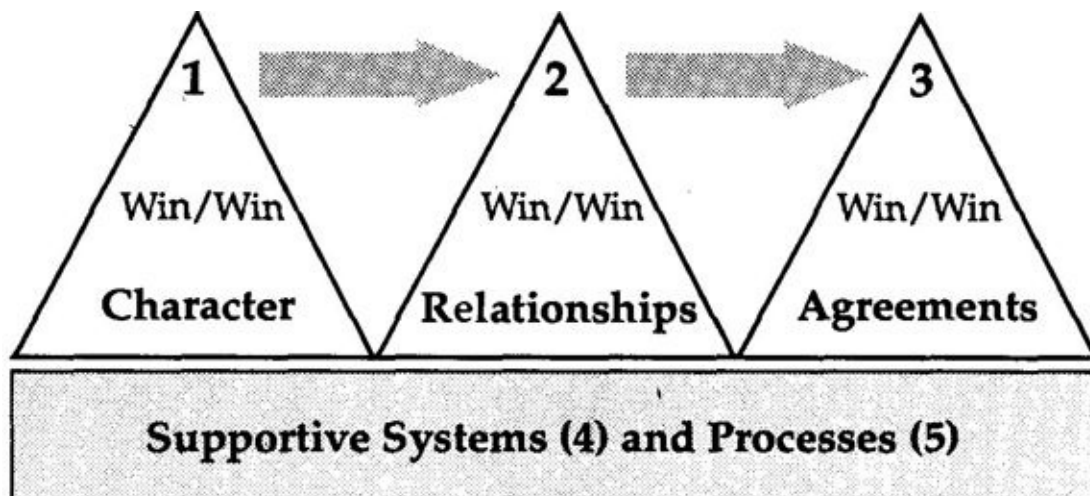 1 2 3
Win/Win Win/Win Win/Win
Character Relationships Agreements
Supportive Systems (4) and Processes (5)